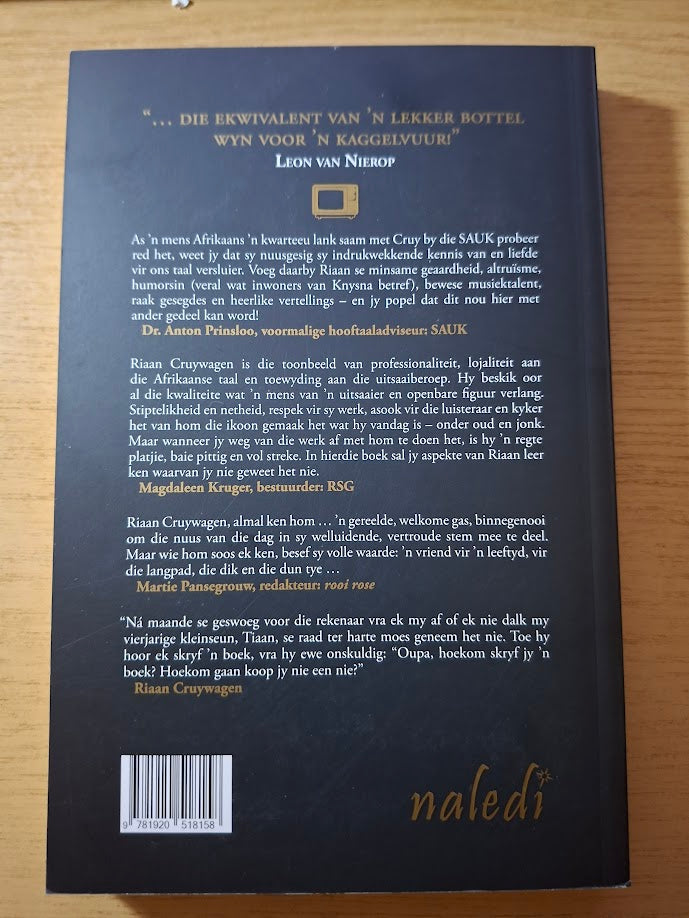 “… DIE EKWIVALENT VAN ’N LEKKER BOTTEL
WYN VOOR ’N KAGGELVUUR!”
LEON VAN NIEROP
As ’n mens Afrikaans ’n kwarteeu lank saam met Cruy by die SAUK probeer
red het, weet jy dat sy nuusgesig sy indrukwekkende kennis van en liefde
vir ons taal versluier. Voeg daarby Riaan se minsame geaardheid, altruïsme,
humorsin (veral wat inwoners van Knysna betref), bewese musiektalent,
raak gesegdes en heerlike vertellings – en jy popel dat dit nou hier met
ander gedeel kan word!
Dr. Anton Prinsloo, voormalige hooftaaladviseur: SAUK
Riaan Cruywagen is die toonbeeld van professionaliteit, lojaliteit aan
die Afrikaanse taal en toewyding aan die uitsaaiberoep. Hy beskik oor
al die kwaliteite wat ’n mens van ’n uitsaaier en openbare figuur verlang.
Stiptelikheid en netheid, respek vir sy werk, asook vir die luisteraar en kyker
het van hom die ikoon gemaak het wat hy vandag is – onder oud en jonk.
Maar wanneer jy weg van die werk af met hom te doen het, is hy ’n regte
platjie, baie pittig en vol streke. In hierdie boek sal jy aspekte van Riaan leer
ken waarvan jy nie geweet het nie.
Magdaleen Kruger, bestuurder: RSG
Riaan Cruywagen, almal ken hom … ’n gereelde, welkome gas, binnegenooi
om die nuus van die dag in sy welluidende, vertroude stem mee te deel.
Maar wie hom soos ek ken, besef sy volle waarde: ’n vriend vir ’n leeftyd, vir
die langpad, die dik en die dun tye …
Martie Pansegrouw, redakteur: rooi rose
“Ná maande se geswoeg voor die rekenaar vra ek my af of ek nie dalk my
vierjarige kleinseun, Tiaan, se raad ter harte moes geneem het nie. Toe hy
hoor ek skryf ’n boek, vra hy ewe onskuldig: “Oupa, hoekom skryf jy ’n
boek? Hoekom gaan koop jy nie een nie?”
Riaan Cruywagen
9 781920 518158
naledi